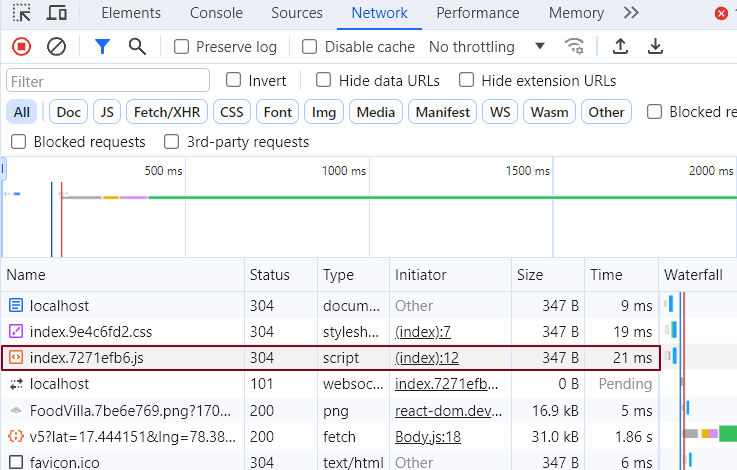 Elements Console Sources Network Performance Memory
Preserve log Disable cache No throttling
Filter Invert Hide data URLs Hide extension URLs
All Doc JS Fetch/XHR CSS Font Img Media Manifest WS Wasm Other Blocked re
Blocked requests 3rd-party requests
500 ms 1000 ms 1500 ms 2000 ms
Name Status Type Initiator Size Time Waterfall
localhost 304 docum... Other 347 B 9 ms
index.9e4c6fd2.css 304 stylesh... (index):7 347 B 19 ms
index.7271efb6.js 304 script (index):12 347 B 21 ms
localhost 101 websoc... index.7271efb... 0 B Pending
FoodVilla.7be6e769.png?170... 200 png react-dom.dev... 16.9 kB 5 ms
v5?lat=17.444151&lng=78.38... 200 fetch Body.js:18 31.0 kB 1.86 s
favicon.ico 304 text/html Other 347 B 6 ms